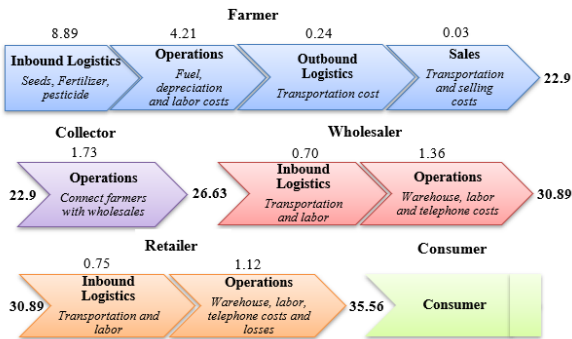 Farmer
8.89 4.21 0.24 0.03
Inbound Logistics
Seeds, Fertilizer,
pesticide
Operations
Fuel,
depreciation
and labor costs
Outbound
Logistics
Transportation cost
Sales
Transportation
and selling
costs
22.9
Collector
1.73
22.9
Operations
Connect farmers
with wholesales
26.63
Wholesaler
0.70 1.36
Inbound
Logistics
Transportation
and labor
Operations
Warehouse, labor
and telephone costs
30.89
Retailer
0.75 1.12
30.89
Inbound
Logistics
Transportation and
labor
Operations
Warehouse, labor,
telephone costs and
losses
35.56
Consumer
Consumer